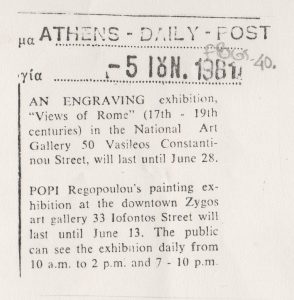 μα ATHENS - DAILY - POST
γία -5 ΙΟΥΝ. 1981
AN ENGRAVING exhibition,
"Views of Rome" (17th - 19th
centuries) in the National Art
Gallery 50 Vasileos Constanti-
nou Street, will last until June 28.
POPI Regopoulou's painting ex-
hibition at the downtown Zygos
art gallery 33 Iofontos Street will
last until June 13. The public
can see the exhibition daily from
10 a.m. to 2 p.m. and 7 - 10 p.m.